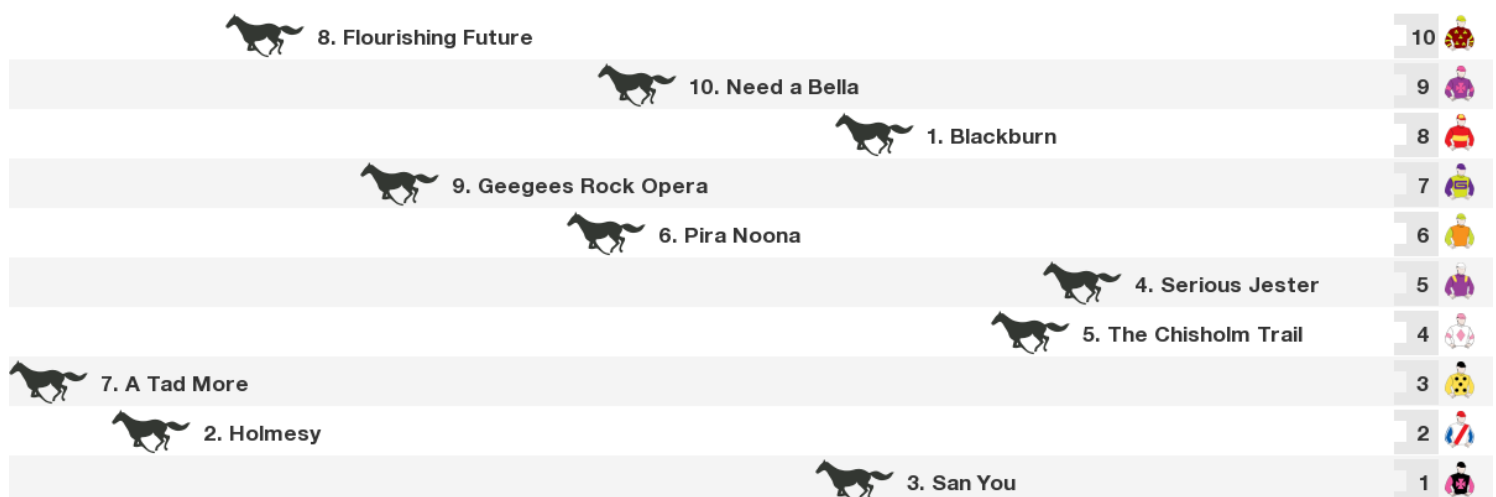 8. Flourishing Future 10
10. Need a Bella 9
1. Blackburn 8
9. Geegees Rock Opera 7
6. Pira Noona 6
4. Serious Jester 5
5. The Chisholm Trail 4
7. A Tad More 3
2. Holmesy 2
3. San You 1